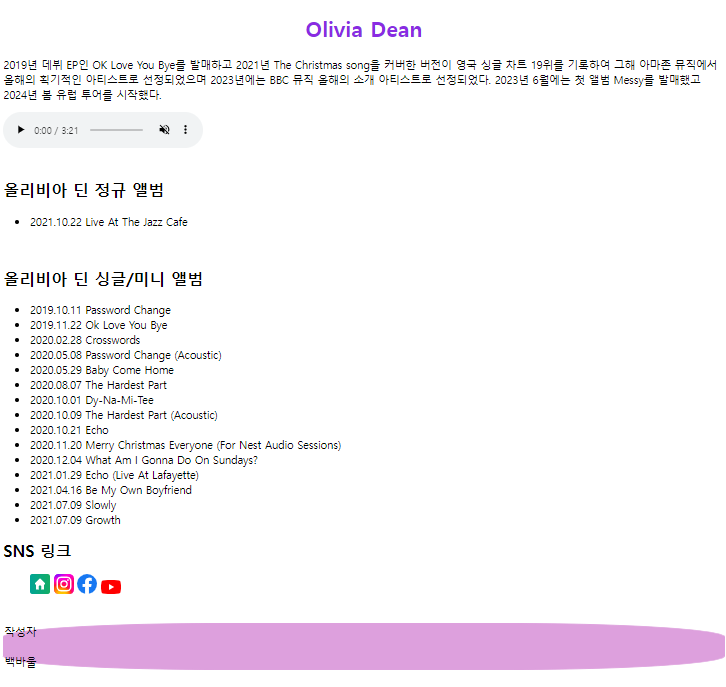 Olivia Dean
2019년 데뷔 EP인 OK Love You Bye를 발매하고 2021년 The Christmas song을 커버한 버전이 영국 싱글 차트 19위를 기록하여 그해 아마존 뮤직에서
올해의 획기적인 아티스트로 선정되었으며 2023년에는 BBC 뮤직 올해의 소개 아티스트로 선정되었다. 2023년 6월에는 첫 앨범 Messy를 발매했고
2024년 봄 유럽 투어를 시작했다.
0:00 / 3:21
올리비아 딘 정규 앨범
• 2021.10.22 Live At The Jazz Cafe
올리비아 딘 싱글/미니 앨범
• 2019.10.11 Password Change
• 2019.11.22 Ok Love You Bye
• 2020.02.28 Crosswords
• 2020.05.08 Password Change (Acoustic)
• 2020.05.29 Baby Come Home
• 2020.08.07 The Hardest Part
• 2020.10.01 Dy-Na-Mi-Tee
• 2020.10.09 The Hardest Part (Acoustic)
• 2020.10.21 Echo
• 2020.11.20 Merry Christmas Everyone (For Nest Audio Sessions)
• 2020.12.04 What Am I Gonna Do On Sundays?
• 2021.01.29 Echo (Live At Lafayette)
• 2021.04.16 Be My Own Boyfriend
• 2021.07.09 Slowly
• 2021.07.09 Growth
SNS 링크
작성자
백바울